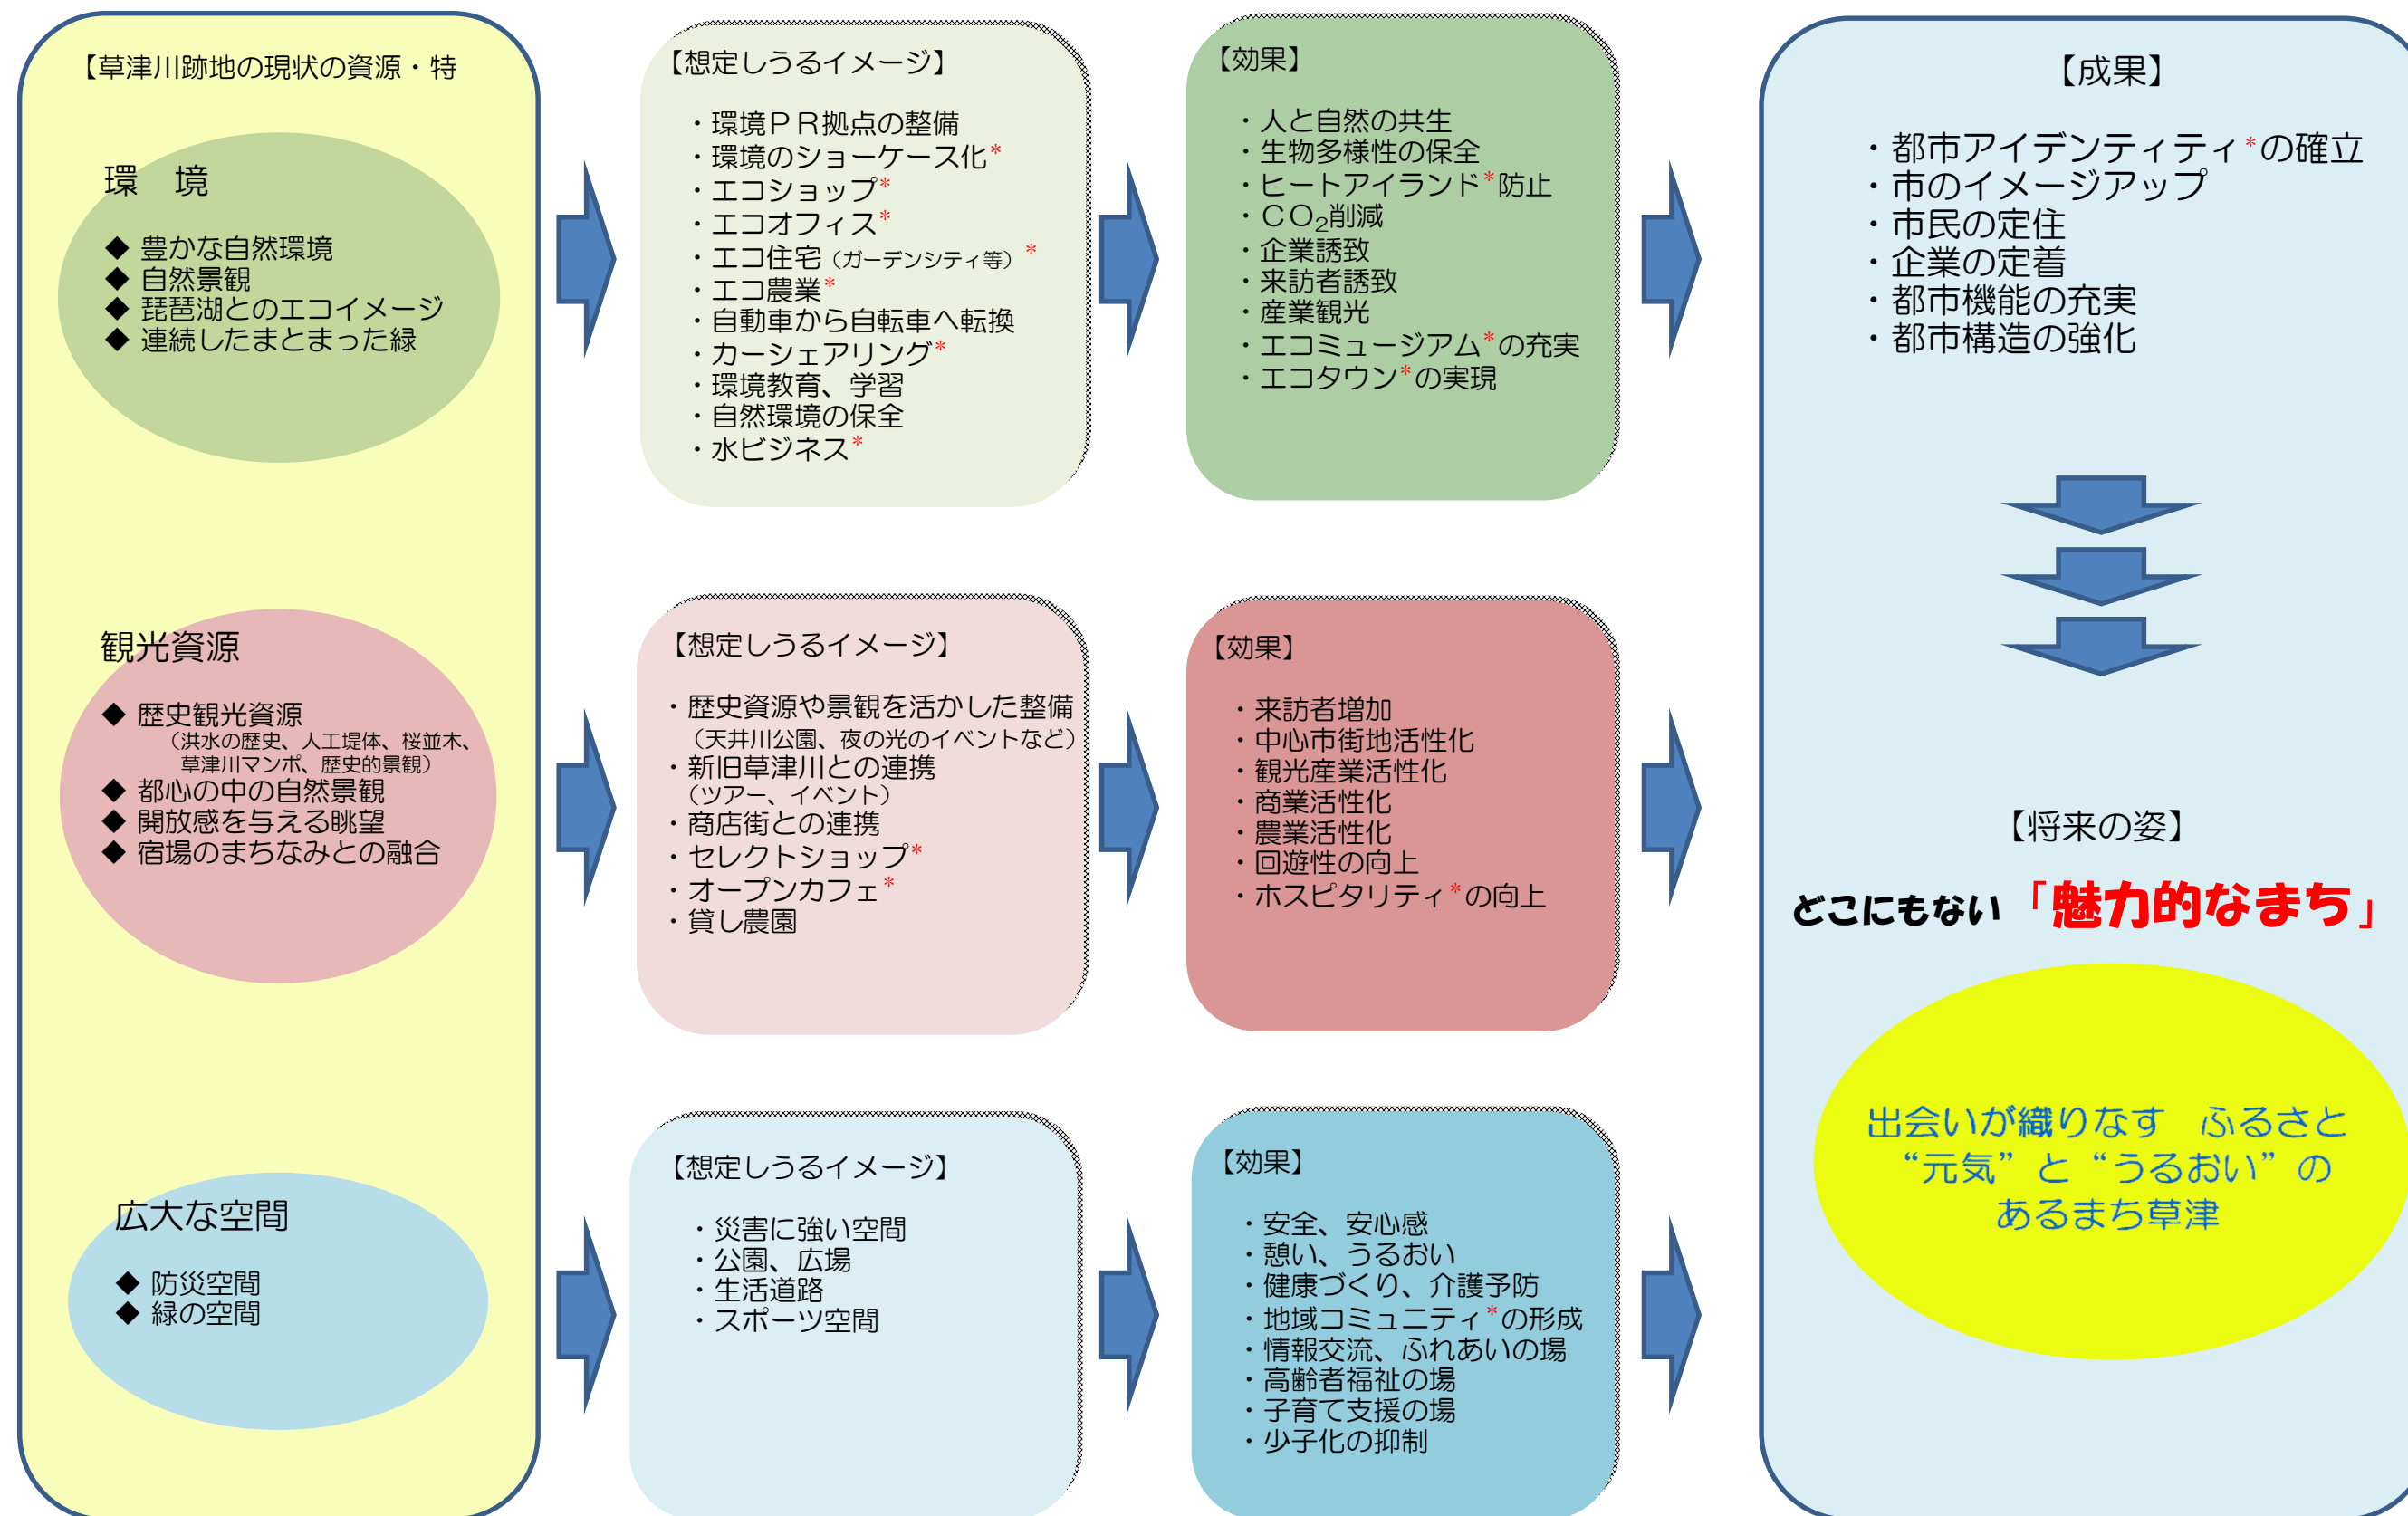 【草津川跡地の現状の資源・特
環　境
◆ 豊かな自然環境
◆ 自然景観
◆ 琵琶湖とのエコイメージ
◆ 連続したまとまった緑
【想定しうるイメージ】
・環境ＰＲ拠点の整備
・環境のショーケース化*
・エコショップ*
・エコオフィス*
・エコ住宅（ガーデンシティ等）*
・エコ農業*
・自動車から自転車へ転換
・カーシェアリング*
・環境教育、学習
・自然環境の保全
・水ビジネス*
【効果】
・人と自然の共生
・生物多様性の保全
・ヒートアイランド*防止
・ＣＯ₂削減
・企業誘致
・来訪者誘致
・産業観光
・エコミュージアム*の充実
・エコタウン*の実現
観光資源
◆ 歴史観光資源
（洪水の歴史、人工堤体、桜並木、
草津川マンポ、歴史的景観）
◆ 都心の中の自然景観
◆ 開放感を与える眺望
◆ 宿場のまちなみとの融合
【想定しうるイメージ】
・歴史資源や景観を活かした整備
（天井川公園、夜の光のイベントなど）
・新旧草津川との連携
（ツアー、イベント）
・商店街との連携
・セレクトショップ*
・オープンカフェ*
・貸し農園
【効果】
・来訪者増加
・中心市街地活性化
・観光産業活性化
・商業活性化
・農業活性化
・回遊性の向上
・ホスピタリティ*の向上
広大な空間
◆ 防災空間
◆ 緑の空間
【想定しうるイメージ】
・災害に強い空間
・公園、広場
・生活道路
・スポーツ空間
【効果】
・安全、安心感
・憩い、うるおい
・健康づくり、介護予防
・地域コミュニティ*の形成
・情報交流、ふれあいの場
・高齢者福祉の場
・子育て支援の場
・少子化の抑制
【成果】
・都市アイデンティティ*の確立
・市のイメージアップ
・市民の定住
・企業の定着
・都市機能の充実
・都市構造の強化
【将来の姿】
どこにもない「魅力的なまち」
出会いが織りなす　ふるさと
“元気”と“うるおい”の
あるまち草津